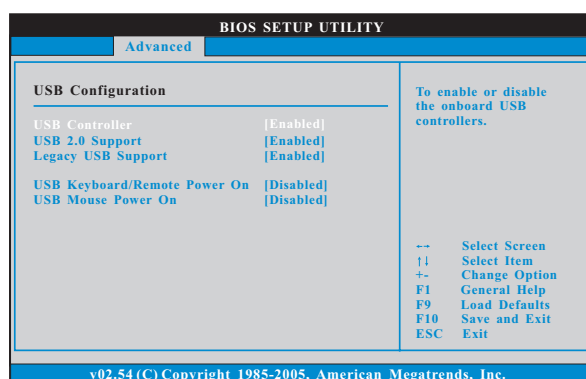 BIOS SETUP UTILITY
Advanced
USB Configuration
USB Controller [Enabled]
USB 2.0 Support [Enabled]
Legacy USB Support [Enabled]
USB Keyboard/Remote Power On [Disabled]
USB Mouse Power On [Disabled]
To enable or disable
the onboard USB
controllers.
←→ Select Screen
↑↓ Select Item
+- Change Option
F1 General Help
F9 Load Defaults
F10 Save and Exit
ESC Exit
v02.54 (C) Copyright 1985-2005, American Megatrends, Inc.